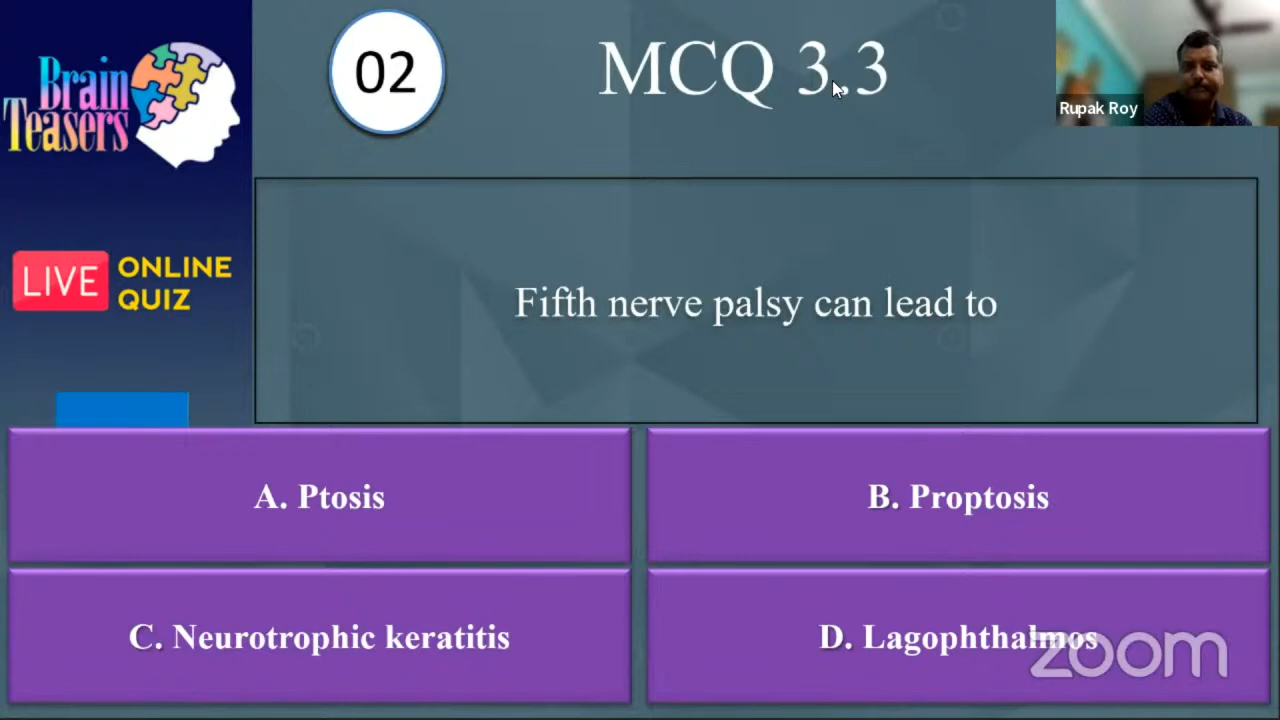 Brain
Teasers
02
MCQ 3.3
Rupak Roy
LIVE ONLINE
QUIZ
Fifth nerve palsy can lead to
A. Ptosis
B. Proptosis
C. Neurotrophic keratitis
D. Lagophthalmos
zoom